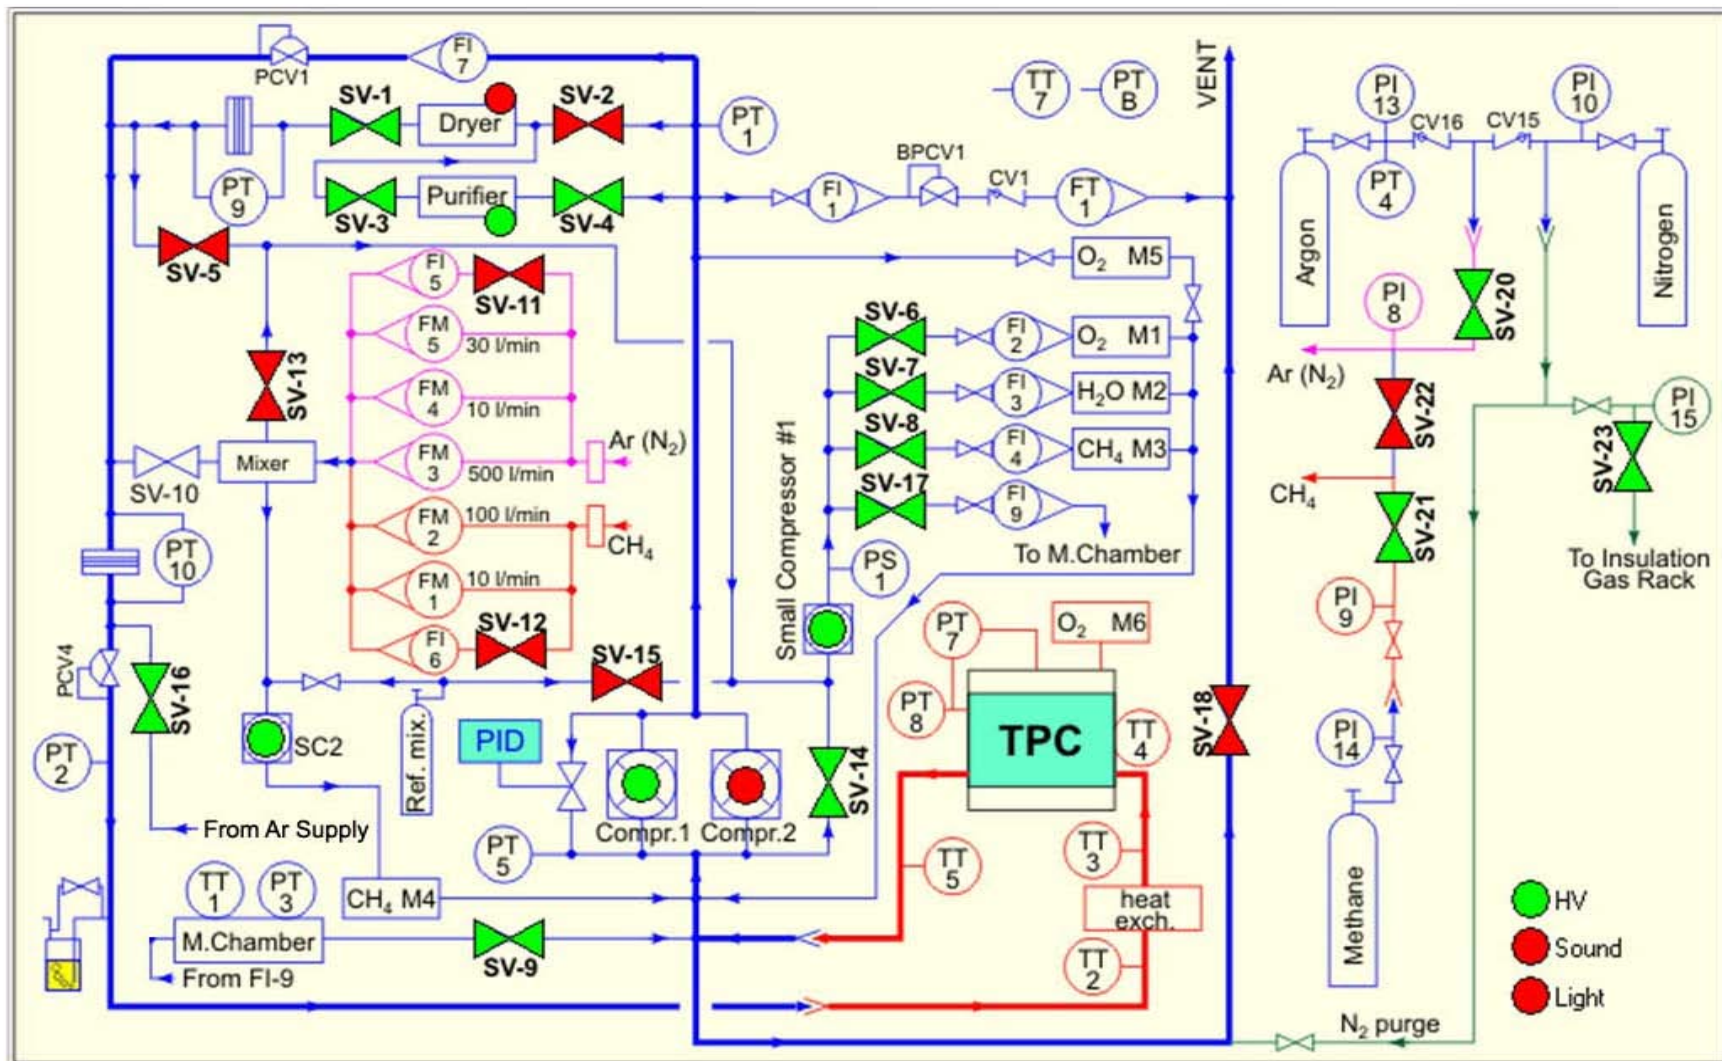 PCV1
FI 7
SV-1
Dryer
SV-2
PT 1
PT 9
SV-3
Purifier
SV-4
SV-5
TT 7
PT B
VENT
FI 1
BPCV1
CV1
FT 1
O2 M5
PI 13
CV16
CV15
PI 10
PT 4
Argon
Nitrogen
SV-20
PI 8
Ar (N2)
SV-22
CH4
SV-21
PI 9
PI 14
Methane
PI 15
SV-23
To Insulation
Gas Rack
N2 purge
FI 5
SV-11
FM 5
30 l/min
FM 4
10 l/min
FM 3
500 l/min
Ar (N2)
FM 2
100 l/min
CH4
FM 1
10 l/min
FI 6
SV-12
SV-13
Mixer
SV-10
PT 10
PCV4
SV-16
PT 2
SC2
From Ar Supply
Ref. mix.
SV-15
PID
Compr.1
Compr.2
PT 5
SV-14
Small Compressor #1
PS 1
SV-6
FI 2
O2 M1
SV-7
FI 3
H2O M2
SV-8
FI 4
CH4 M3
SV-17
FI 9
To M.Chamber
PT 7
O2 M6
PT 8
TPC
TT 4
SV-18
TT 3
TT 5
heat
exch.
TT 2
TT 1
PT 3
CH4 M4
M.Chamber
SV-9
From FI-9
HV
Sound
Light